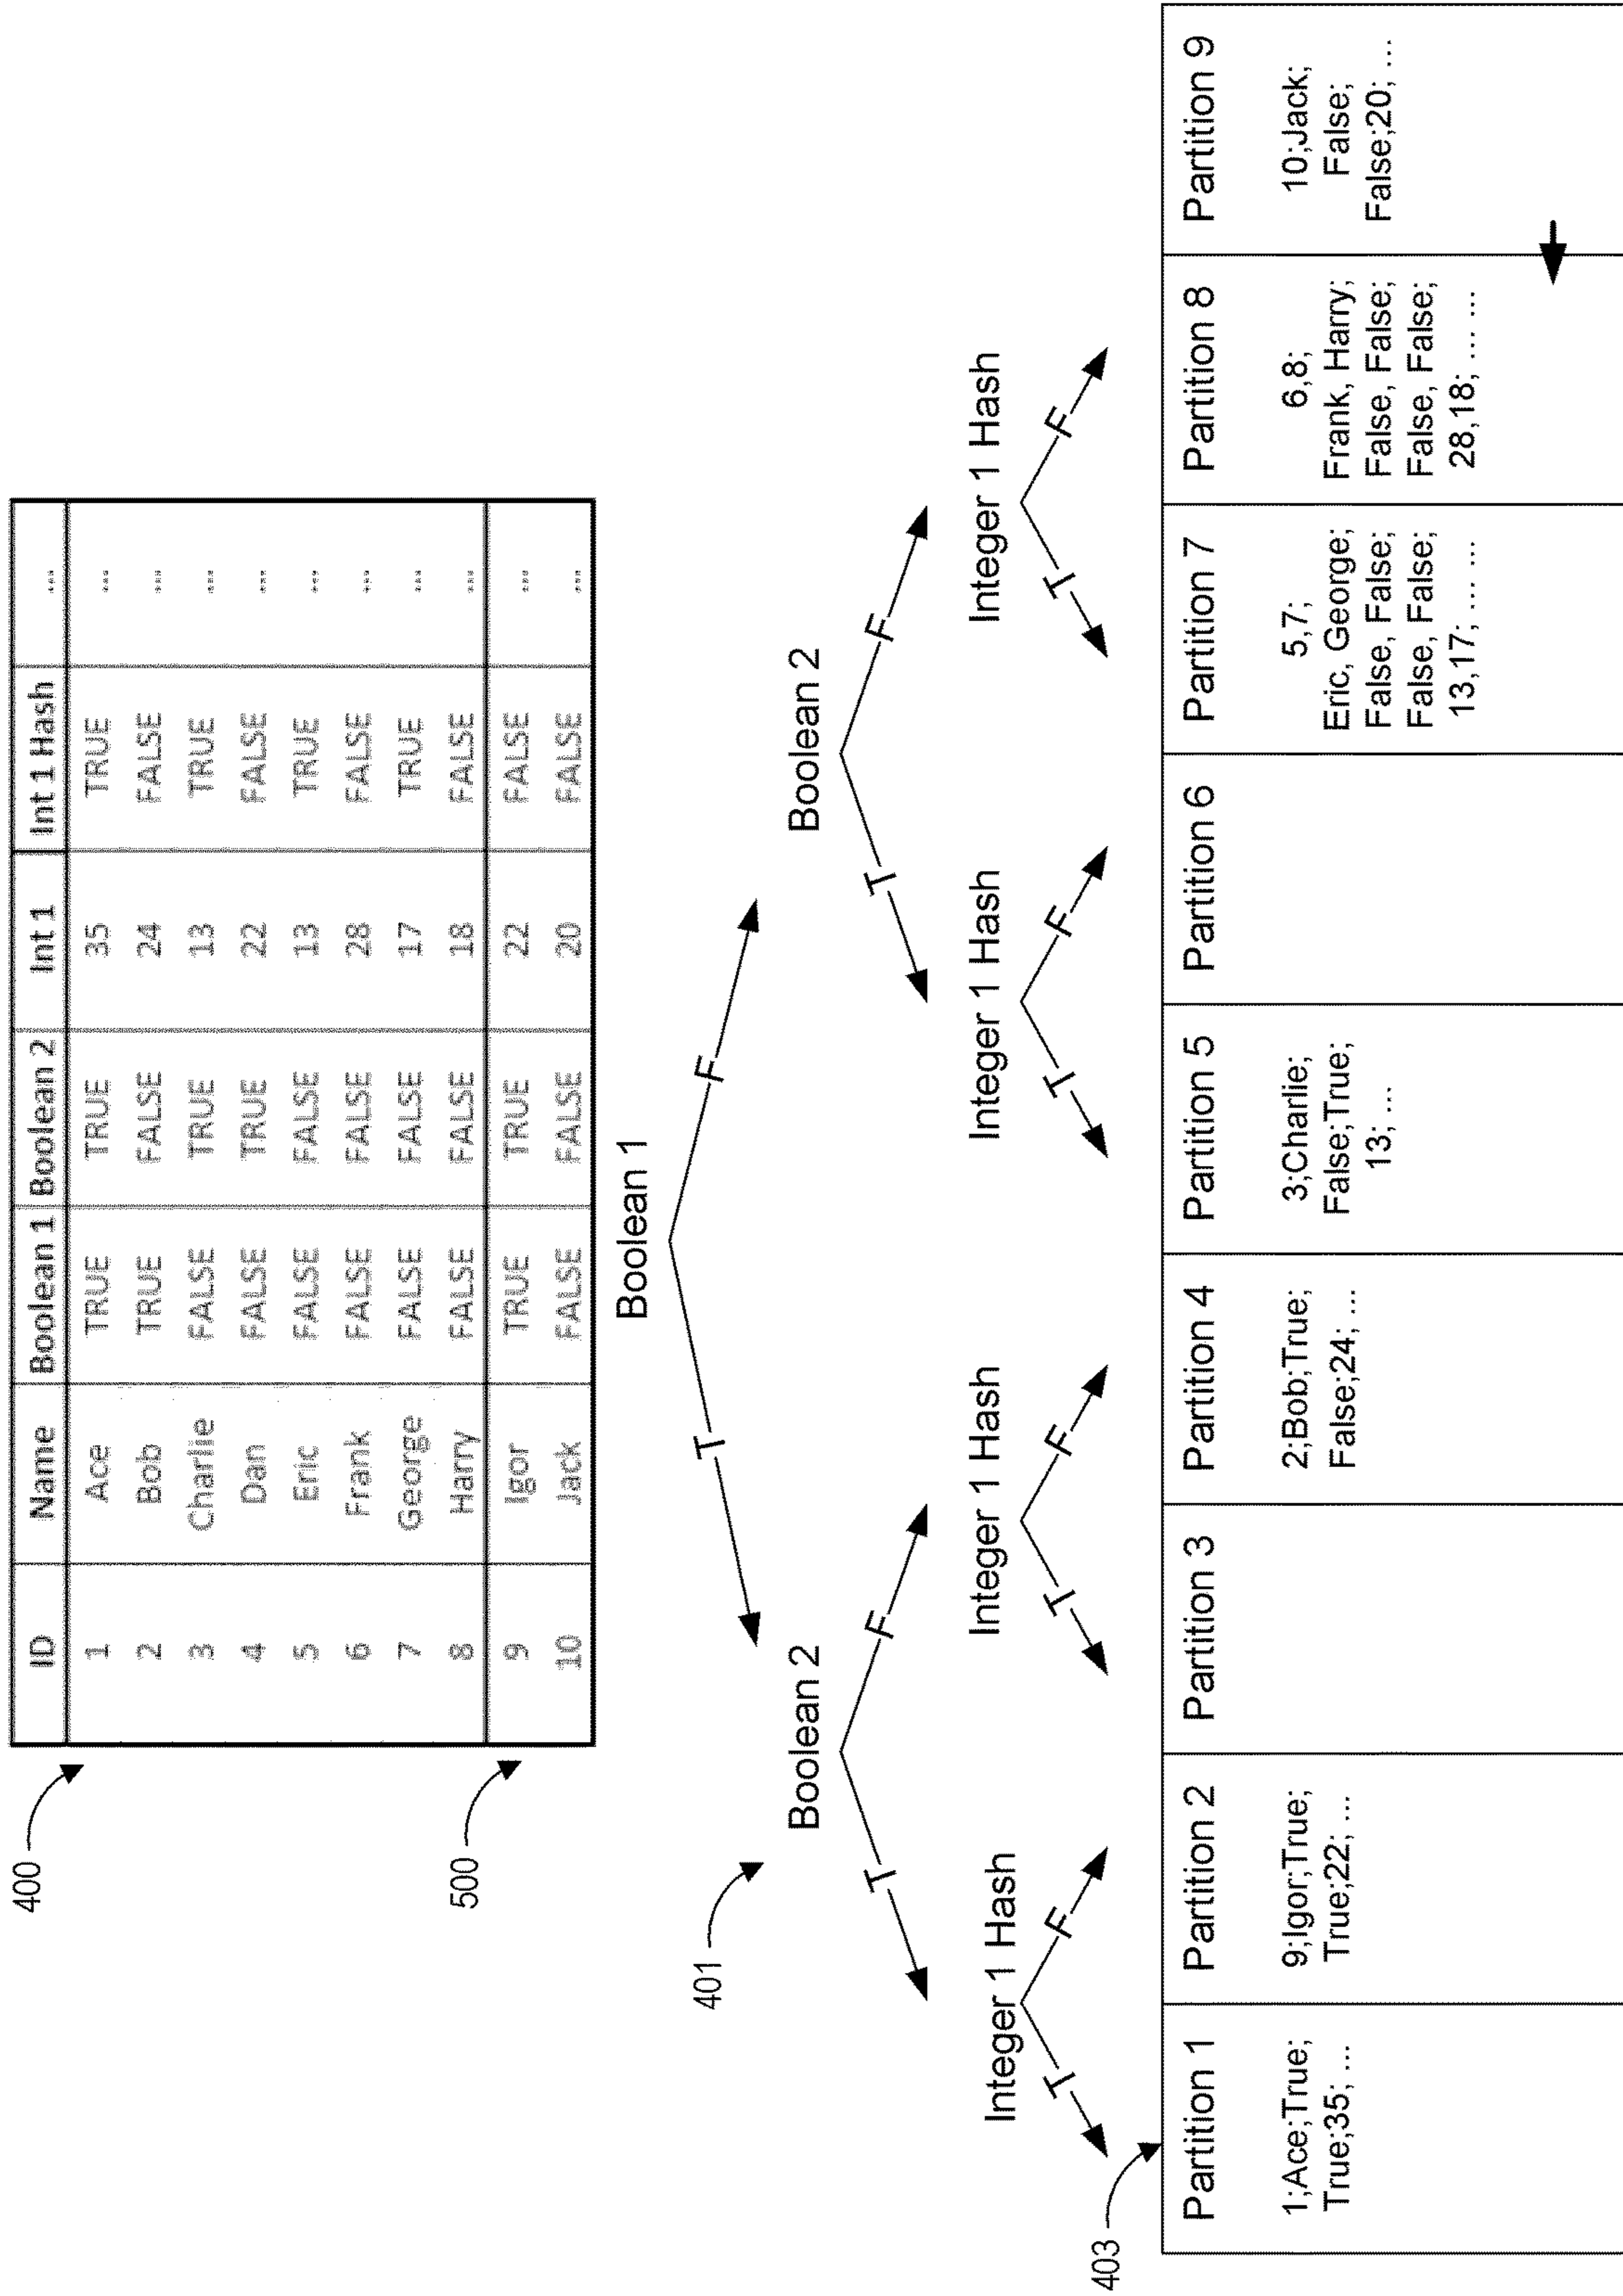 400
ID Name Boolean 1 Boolean 2 Int 1 Int 1 Hash ...
1 Ace TRUE TRUE 35 TRUE ...
2 Bob TRUE FALSE 24 FALSE ...
3 Charlie FALSE TRUE 13 TRUE ...
4 Dan FALSE TRUE 22 FALSE ...
5 Eric FALSE FALSE 13 TRUE ...
6 Frank FALSE FALSE 28 FALSE ...
7 George FALSE FALSE 17 TRUE ...
8 Harry FALSE FALSE 18 FALSE ...
500
9 Igor TRUE TRUE 22 FALSE ...
10 Jack FALSE FALSE 20 FALSE ...
Boolean 1
T F
401
Boolean 2 Boolean 2
T F T F
Integer 1 Hash Integer 1 Hash Integer 1 Hash Integer 1 Hash
T F T F T F T F
403
Partition 1
1;Ace;True;
True;35; ...
Partition 2
9;Igor;True;
True;22; ...
Partition 3
Partition 4
2;Bob;True;
False;24; ...
Partition 5
3;Charlie;
False;True;
13; ...
Partition 6
Partition 7
5,7;
Eric, George;
False, False;
False, False;
13,17; ... ...
Partition 8
6,8;
Frank, Harry;
False, False;
False, False;
28,18; ... ...
Partition 9
10;Jack;
False;
False;20; ...